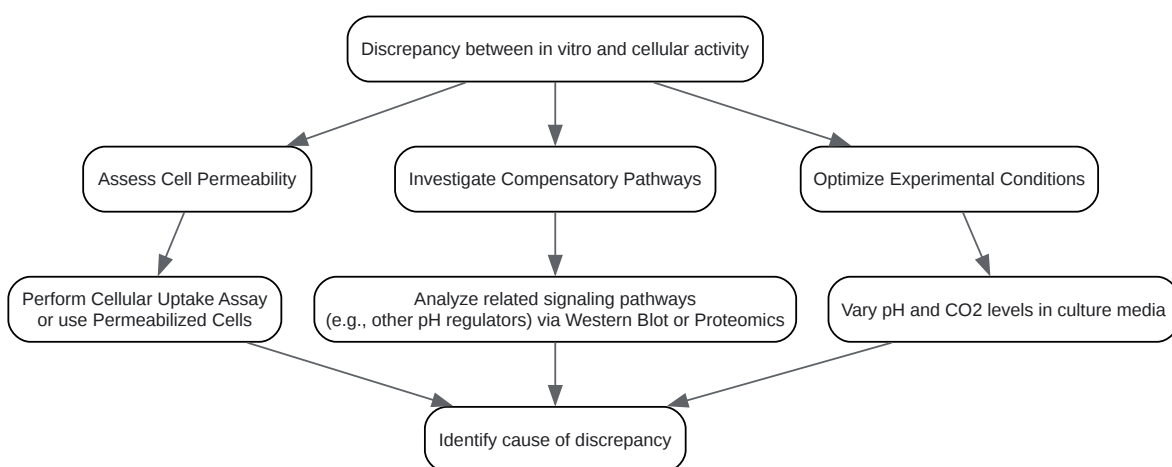 Discrepancy between in vitro and cellular activity
Assess Cell Permeability
Investigate Compensatory Pathways
Optimize Experimental Conditions
Perform Cellular Uptake Assay
or use Permeabilized Cells
Analyze related signaling pathways
(e.g., other pH regulators) via Western Blot or Proteomics
Vary pH and CO2 levels in culture media
Identify cause of discrepancy